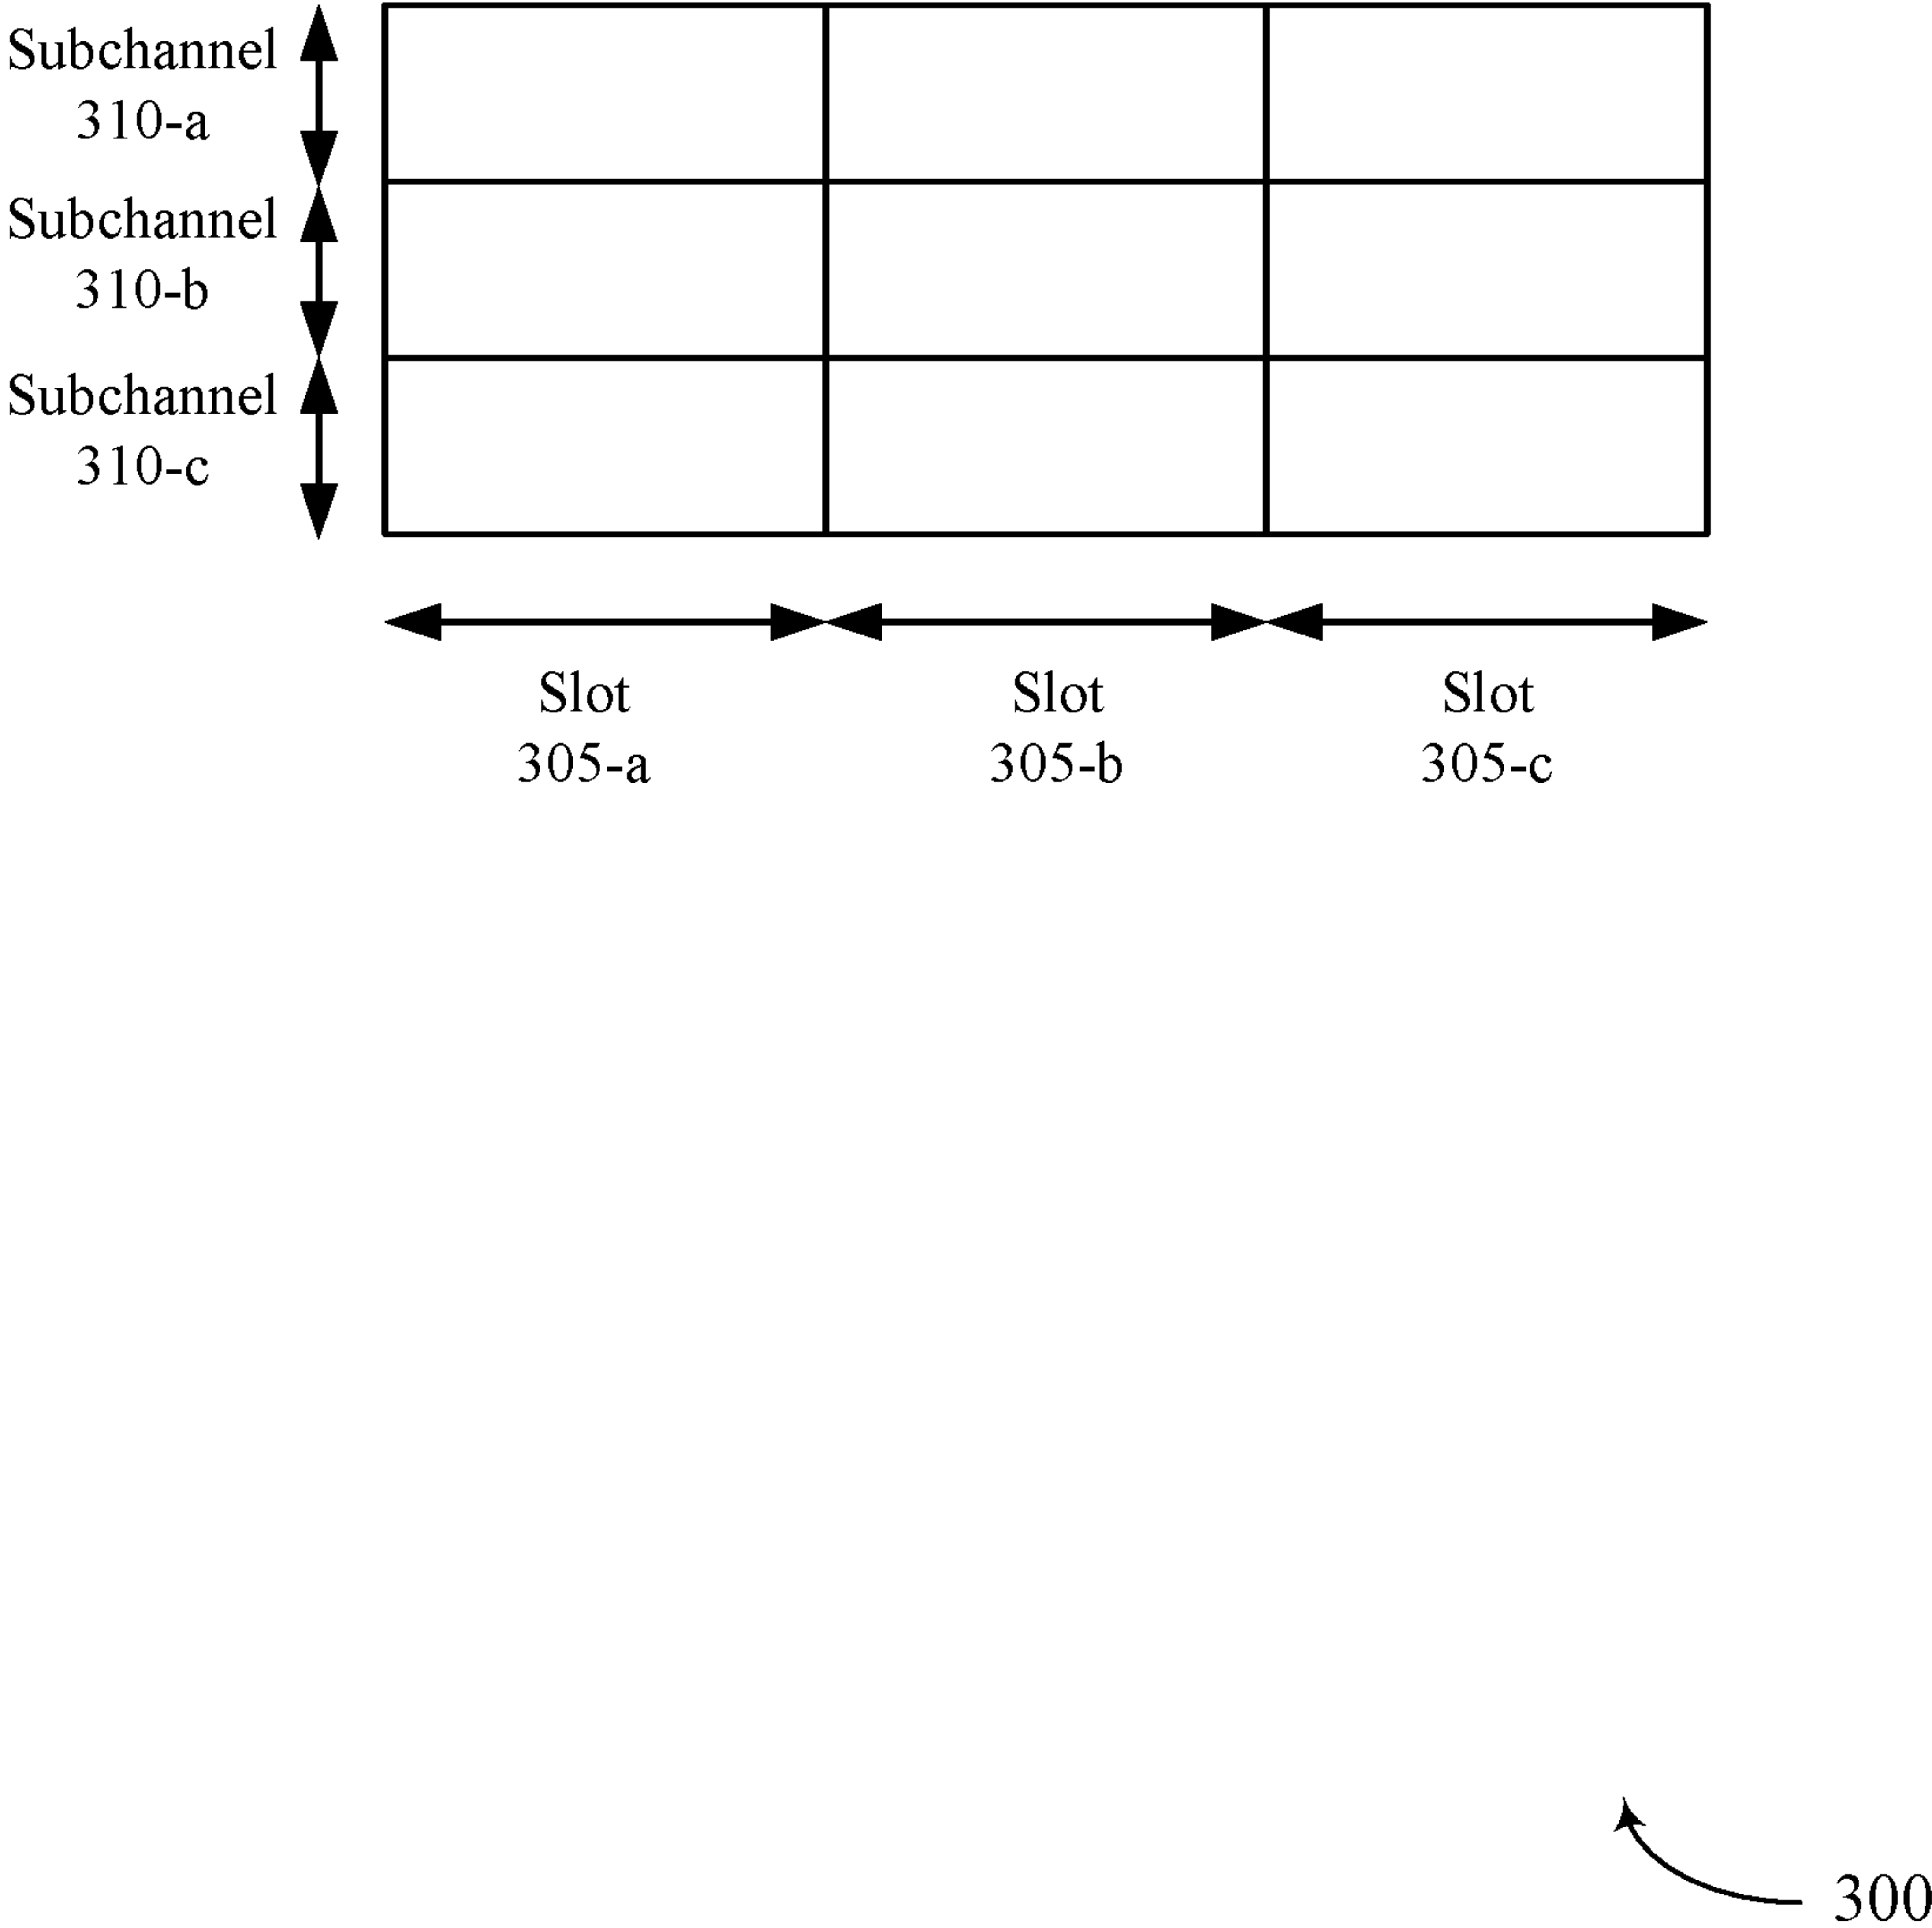 Subchannel
310-a
Subchannel
310-b
Subchannel
310-c
Slot
305-a
Slot
305-b
Slot
305-c
300